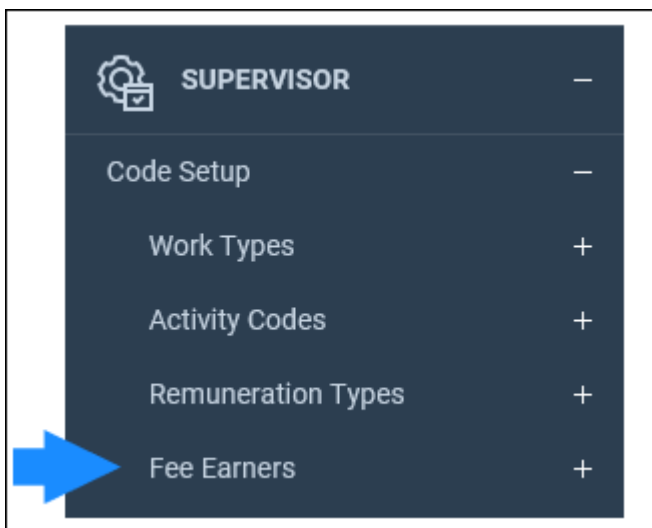 SUPERVISOR −
Code Setup −
Work Types +
Activity Codes +
Remuneration Types +
Fee Earners +